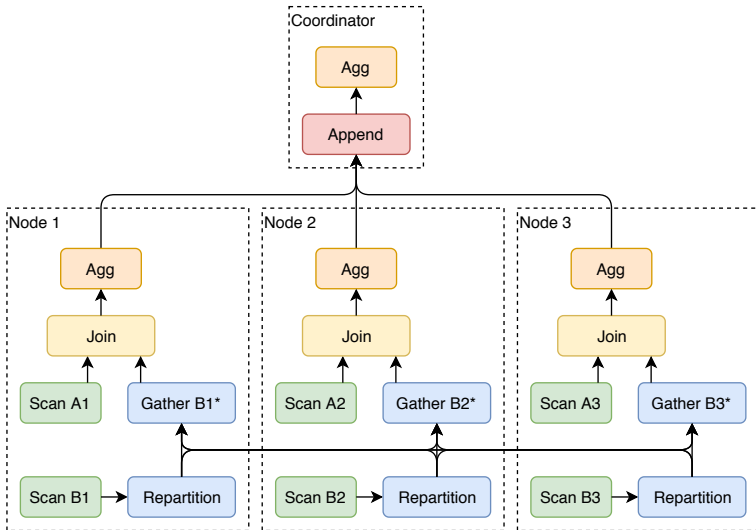 Coordinator
Agg
Append
Node 1
Node 2
Node 3
Agg
Agg
Agg
Join
Join
Join
Scan A1
Gather B1*
Scan A2
Gather B2*
Scan A3
Gather B3*
Scan B1
Repartition
Scan B2
Repartition
Scan B3
Repartition